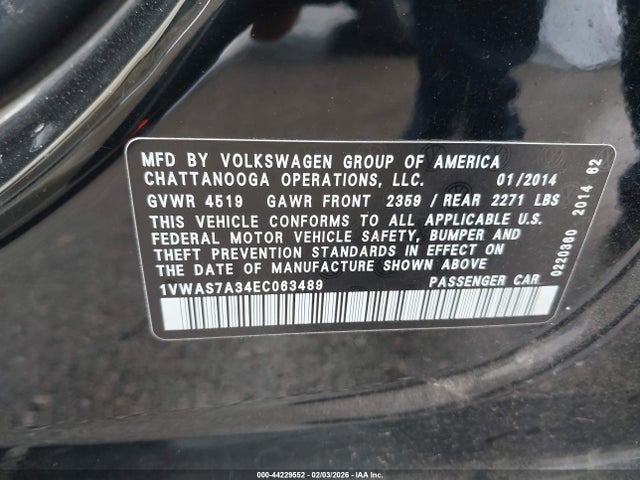 MFD BY VOLKSWAGEN GROUP OF AMERICA
CHATTANOOGA OPERATIONS, LLC. 01/2014
GVWR 4519 GAWR FRONT 2359 / REAR 2271 LBS
THIS VEHICLE CONFORMS TO ALL APPLICABLE U.S.
FEDERAL MOTOR VEHICLE SAFETY, BUMPER AND
THEFT PREVENTION STANDARDS IN EFFECT ON
THE DATE OF MANUFACTURE SHOWN ABOVE
1VWAS7A34EC063489 PASSENGER CAR
0220380 2014 62
000-44229552 - 02/03/2026 - IAA Inc.